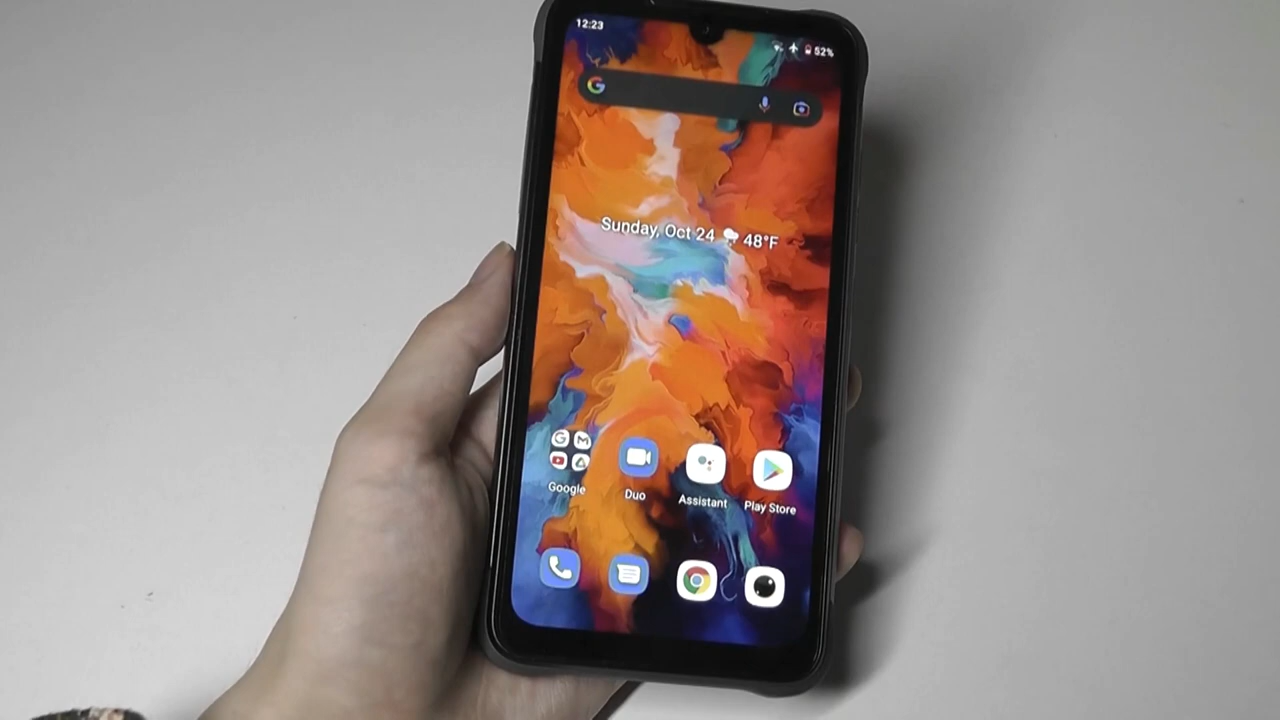 12:23
52%
G
Sunday, Oct 24 48°F
G M
Google
Duo
Assistant
Play Store